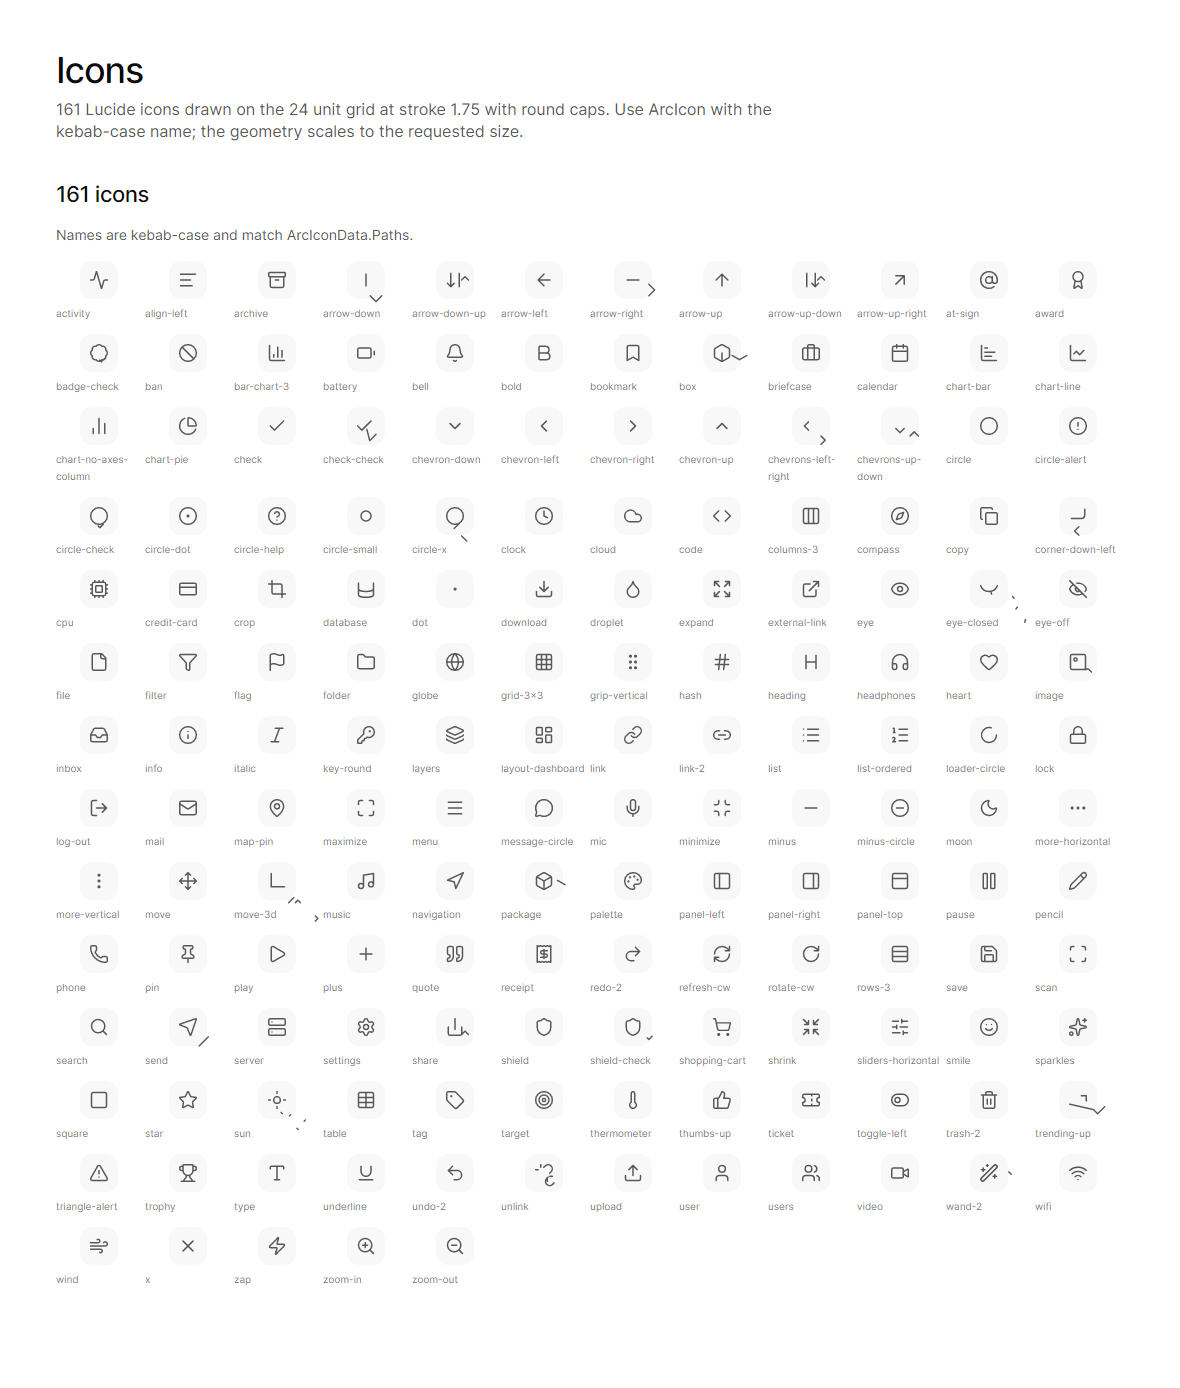 Icons
161 Lucide icons drawn on the 24 unit grid at stroke 1.75 with round caps. Use ArcIcon with the
kebab-case name; the geometry scales to the requested size.
161 icons
Names are kebab-case and match ArcIconData.Paths.
activity align-left archive arrow-down arrow-down-up arrow-left arrow-right arrow-up arrow-up-down arrow-up-right at-sign award
badge-check ban bar-chart-3 battery bell bold bookmark box briefcase calendar chart-bar chart-line
chart-no-axes- chart-pie check check-check chevron-down chevron-left chevron-right chevron-up chevrons-left- chevrons-up- circle circle-alert
column right down
circle-check circle-dot circle-help circle-small circle-x clock cloud code columns-3 compass copy corner-down-left
cpu credit-card crop database dot download droplet expand external-link eye eye-closed eye-off
file filter flag folder globe grid-3x3 grip-vertical hash heading headphones heart image
inbox info italic key-round layers layout-dashboard link link-2 list list-ordered loader-circle lock
log-out mail map-pin maximize menu message-circle mic minimize minus minus-circle moon more-horizontal
more-vertical move move-3d music navigation package palette panel-left panel-right panel-top pause pencil
phone pin play plus quote receipt redo-2 refresh-cw rotate-cw rows-3 save scan
search send server settings share shield shield-check shopping-cart shrink sliders-horizontal smile sparkles
square star sun table tag target thermometer thumbs-up ticket toggle-left trash-2 trending-up
triangle-alert trophy type underline undo-2 unlink upload user users video wand-2 wifi
wind x zap zoom-in zoom-out